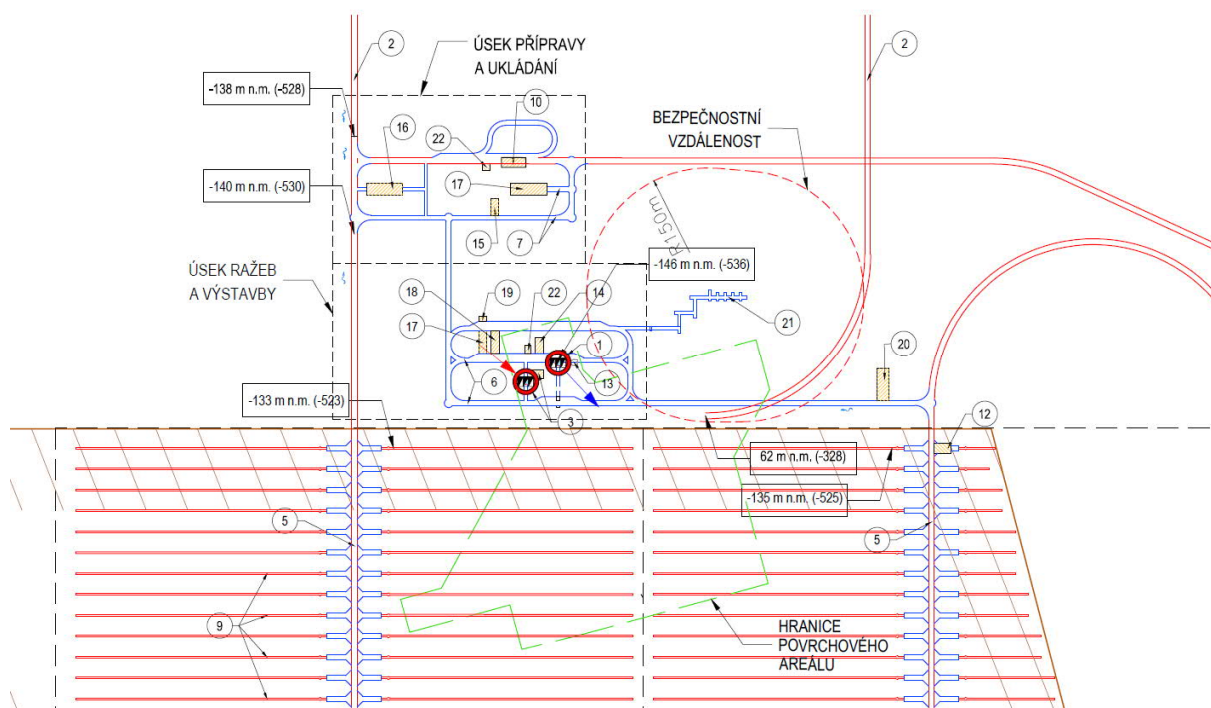 2
2
ÚSEK PŘÍPRAVY
A UKLÁDÁNÍ
-138 m n.m. (-528)
10
16
22
BEZPEČNOSTNÍ
VZDÁLENOST
-140 m n.m. (-530)
17
R150m
15
7
-146 m n.m. (-536)
ÚSEK RAŽEB
A VÝSTAVBY
18
19
22
14
21
17
1
20
6
13
-133 m n.m. (-523)
3
12
62 m n.m. (-328)
-135 m n.m. (-525)
5
5
9
HRANICE
POVRCHOVÉHO
AREÁLU